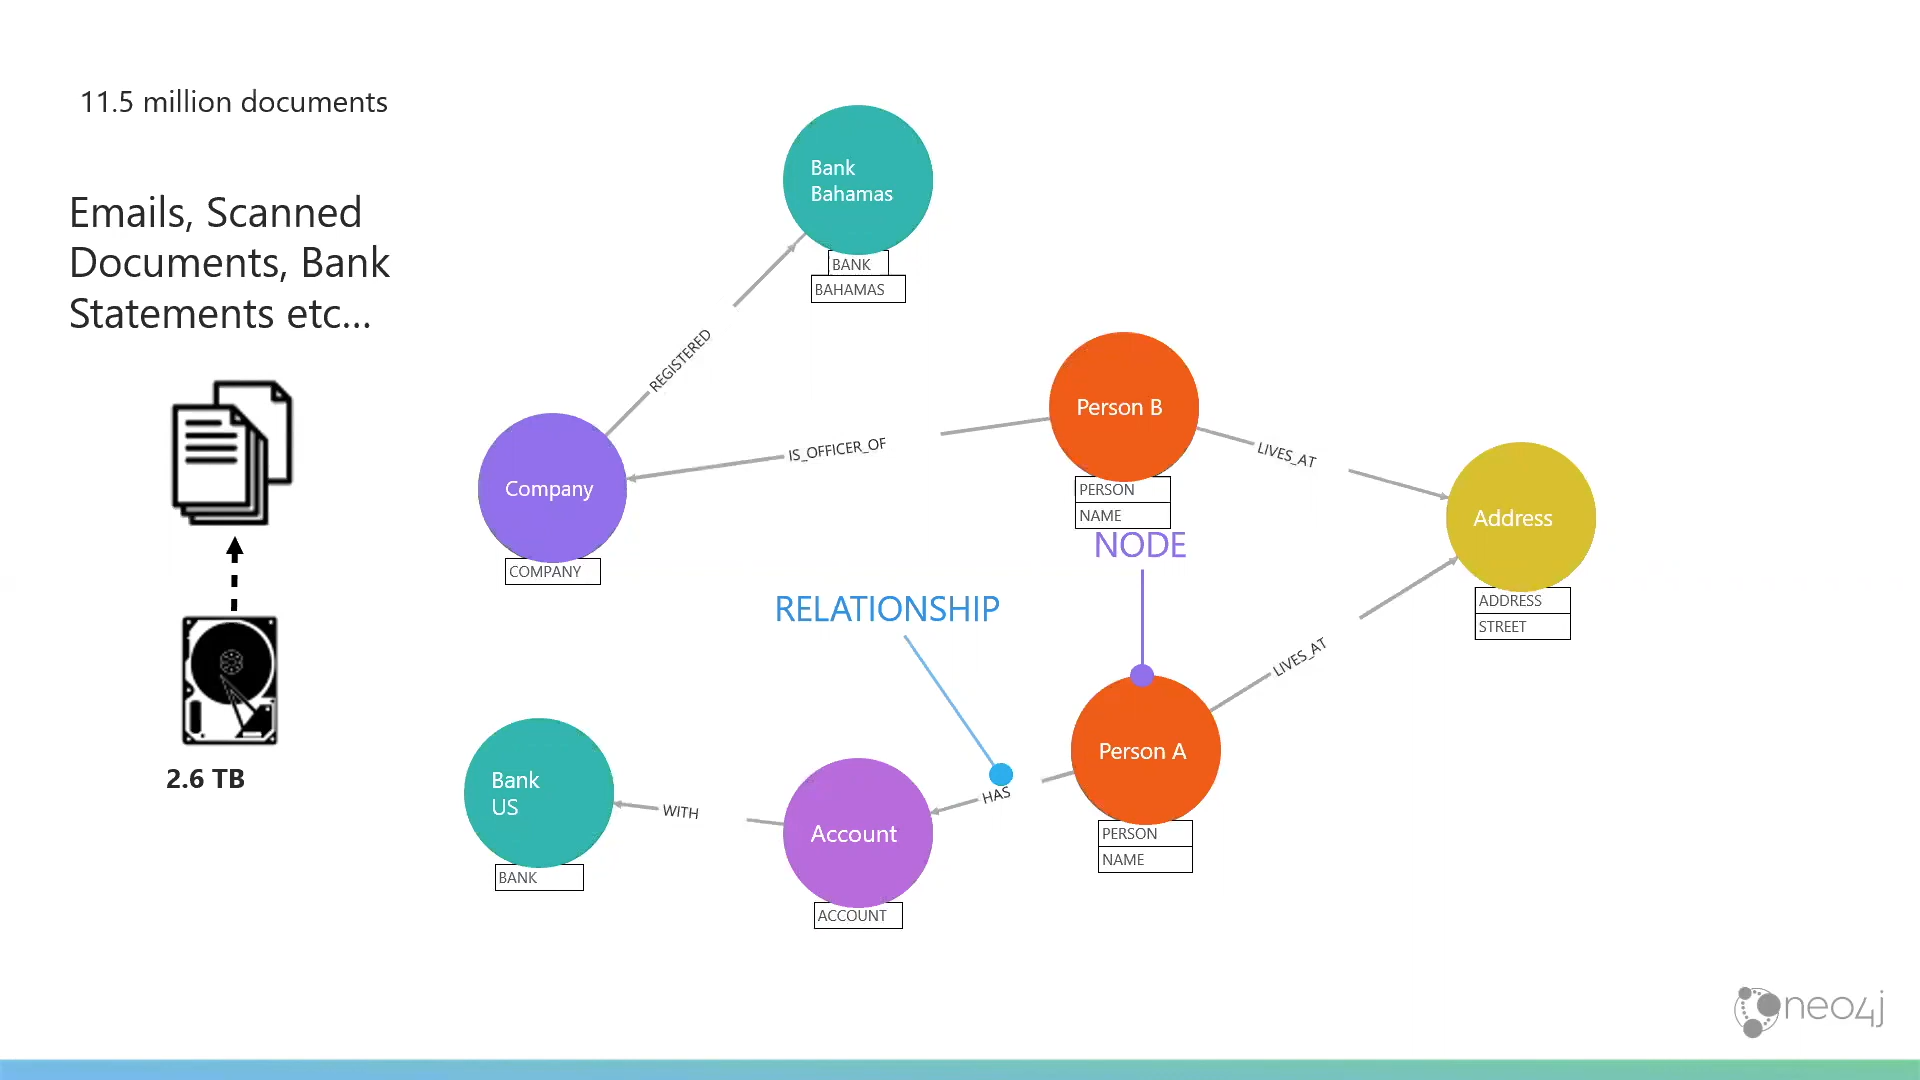 11.5 million documents
Emails, Scanned
Documents, Bank
Statements etc...
2.6 TB
Bank
Bahamas
BANK
BAHAMAS
REGISTERED
Company
COMPANY
IS_OFFICER_OF
Person B
PERSON
NAME
LIVES_AT
Address
ADDRESS
STREET
NODE
RELATIONSHIP
LIVES_AT
Person A
PERSON
NAME
HAS
Account
ACCOUNT
WITH
Bank
US
BANK
neo4j